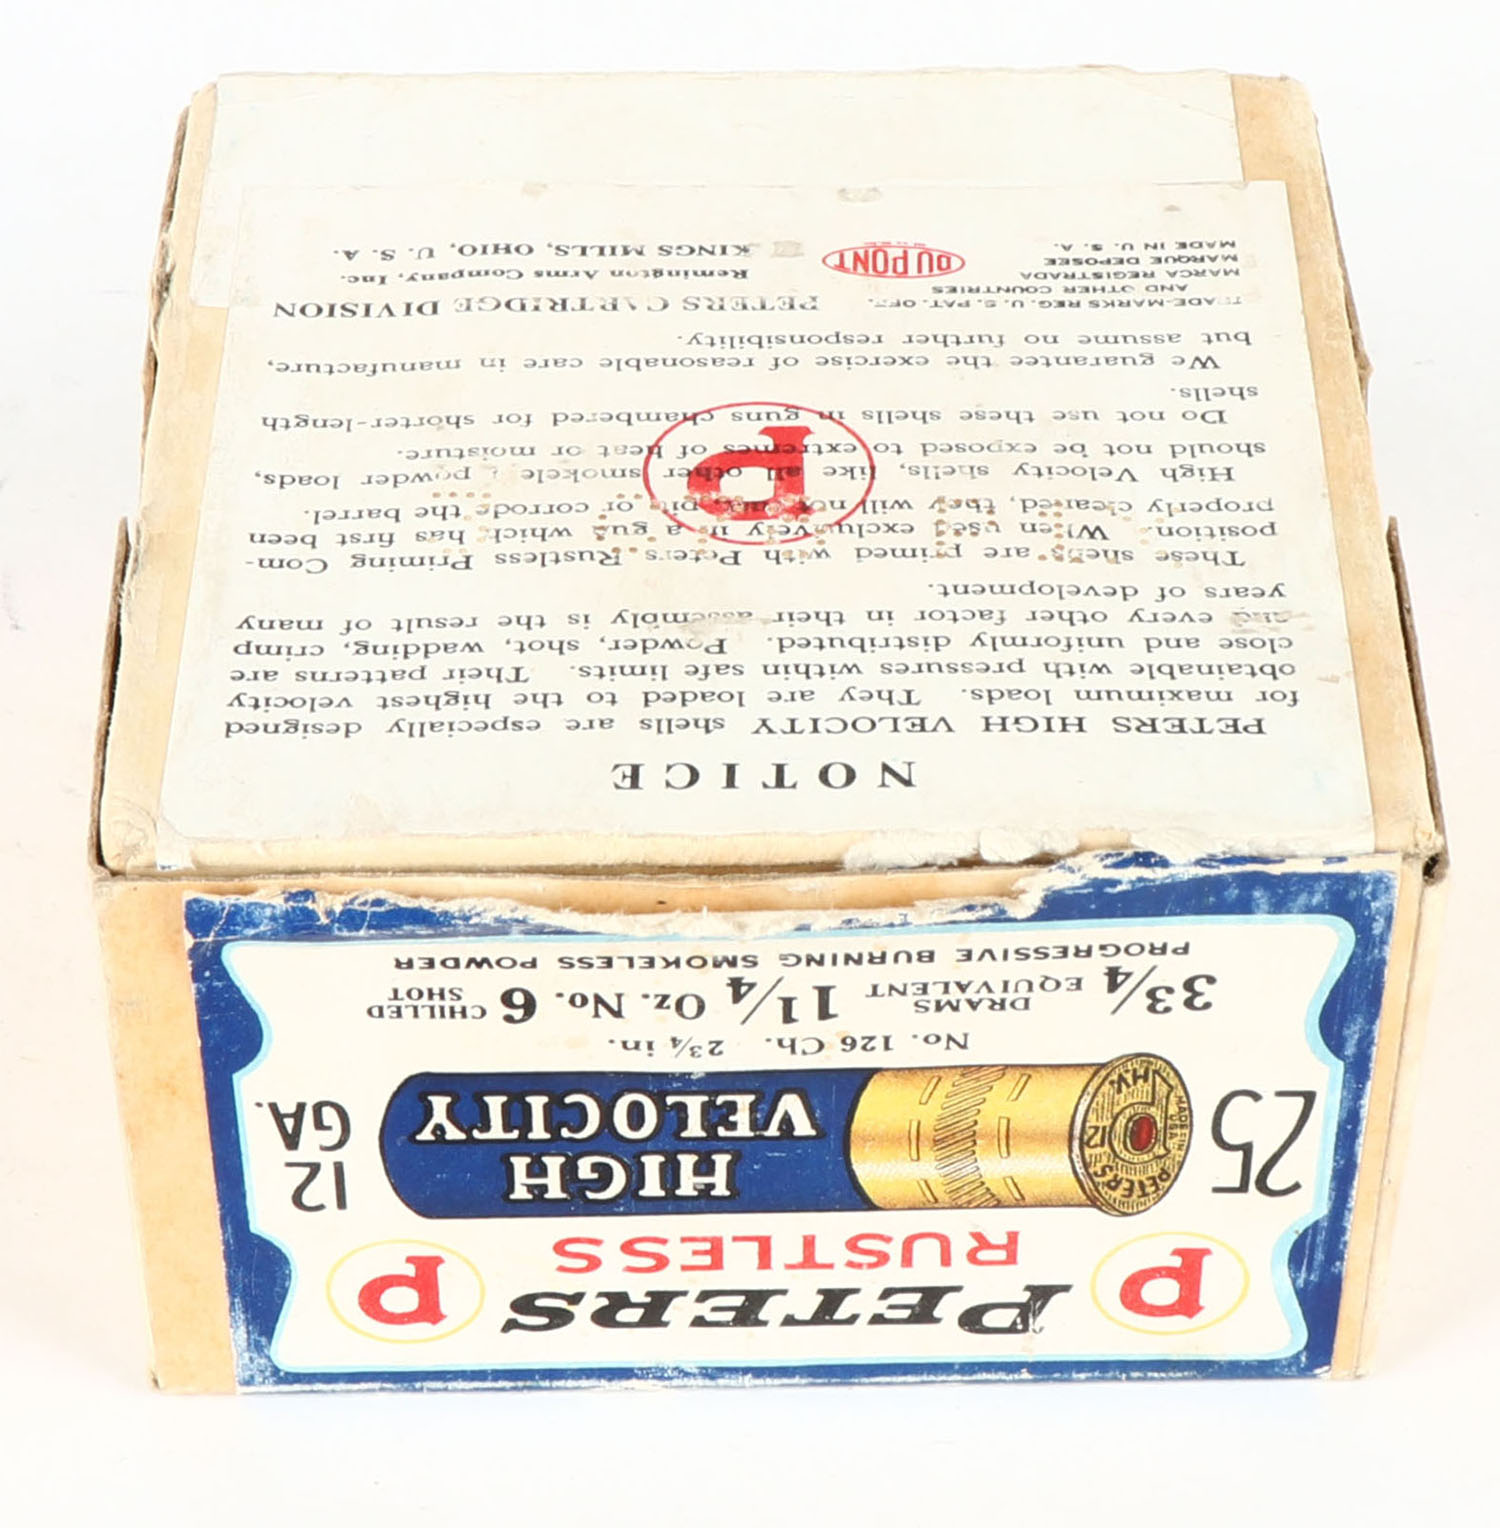 NOTICE
PETERS HIGH VELOCITY shells are especially designed
for maximum loads. They are loaded to the highest velocity
obtainable with pressures within safe limits. Their patterns are
close and uniformly distributed. Powder, shot, wadding, crimp
and every other factor in their assembly is the result of many
years of development.
These shells are primed with Peters Rustless Priming Com-
position. When used exclusively in a gun which has first been
properly cleaned, they will not rust, pit or corrode the barrel.
High Velocity shells, like all other smokeless powder loads,
should not be exposed to extremes of heat or moisture.
Do not use these shells in guns chambered for shorter-length
shells.
We guarantee the exercise of reasonable care in manufacture,
but assume no further responsibility.
P
TRADE-MARKS REG. U. S. PAT. OFF.
AND OTHER COUNTRIES
MARCA REGISTRADA
MARQUE DEPOSEE
MADE IN U. S. A.
DU PONT
PETERS CARTRIDGE DIVISION
Remington Arms Company, Inc.
KINGS MILLS, OHIO, U. S. A.
P PETERS P
RUSTLESS
25
HIGH
VELOCITY
12
GA.
PETERS
12
H.V.
MADE IN
U.S.A.
No. 126 Ch. 2¾ in.
3¾ DRAMS EQUIVALENT 1¼ Oz. No. 6 CHILLED SHOT
PROGRESSIVE BURNING SMOKELESS POWDER